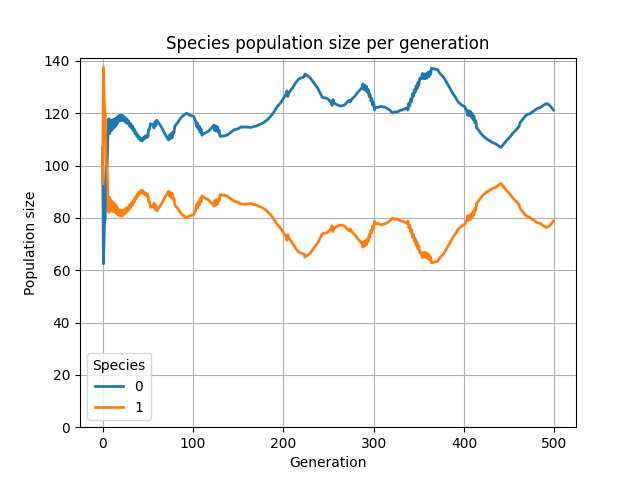 Species population size per generation
140
120
100
80
60
40
20
0
Population size
Species
0
1
0 100 200 300 400 500
Generation